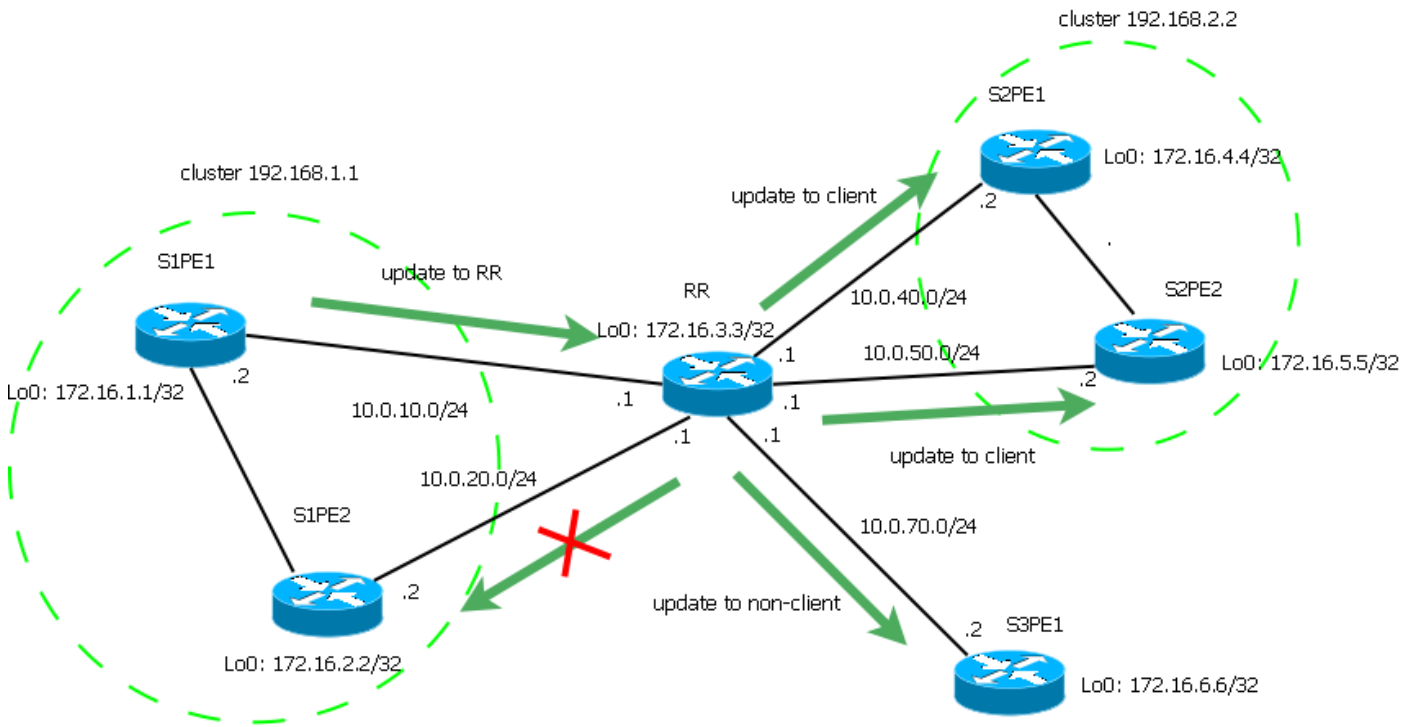 cluster 192.168.2.2
S2PE1
Lo0: 172.16.4.4/32
cluster 192.168.1.1
update to client
.2
S1PE1
update to RR
RR
10.0.40.0/24
S2PE2
Lo0: 172.16.3.3/32
.1
10.0.50.0/24
Lo0: 172.16.5.5/32
.2
Lo0: 172.16.1.1/32
.2
10.0.10.0/24
.1
.1
.1
.1
update to client
10.0.20.0/24
S1PE2
10.0.70.0/24
.2
update to non-client
.2
S3PE1
Lo0: 172.16.2.2/32
Lo0: 172.16.6.6/32